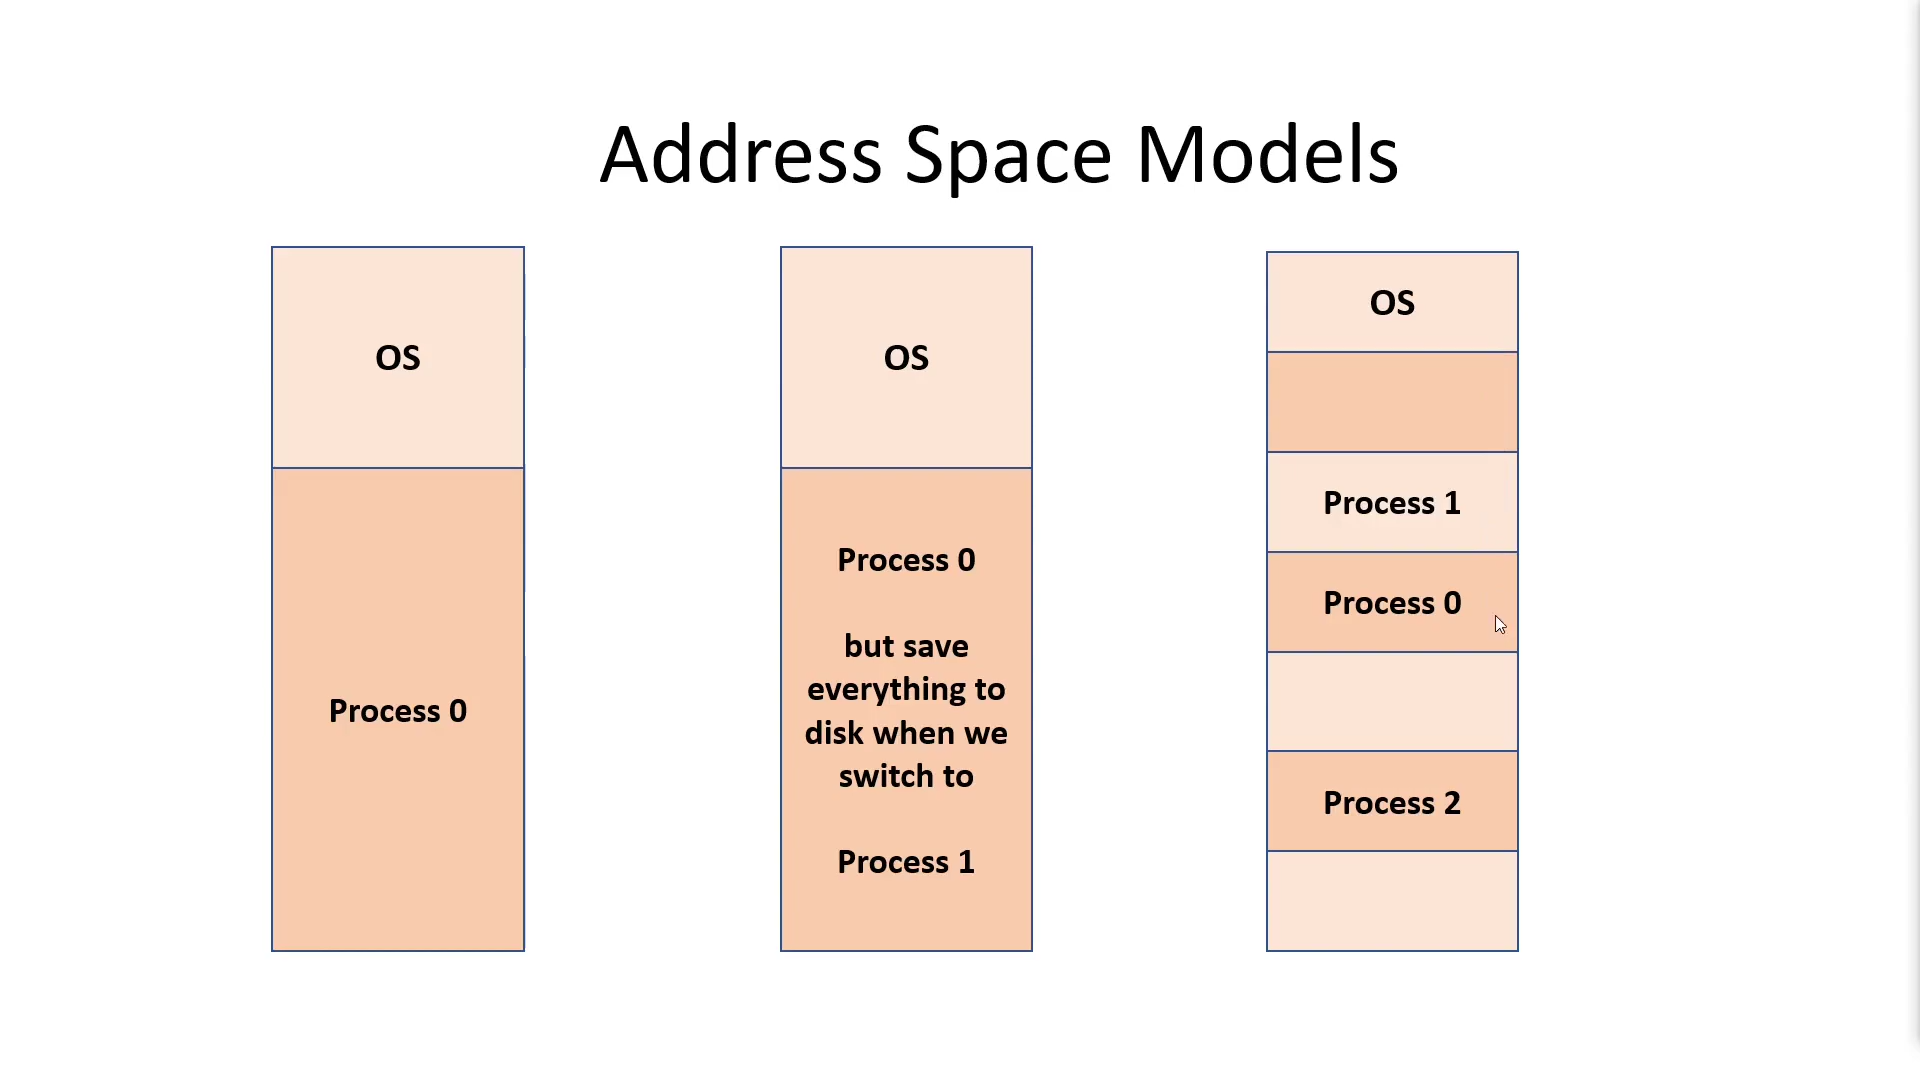 Address Space Models
OS
Process 0
OS
Process 0
but save
everything to
disk when we
switch to
Process 1
OS
Process 1
Process 0
Process 2